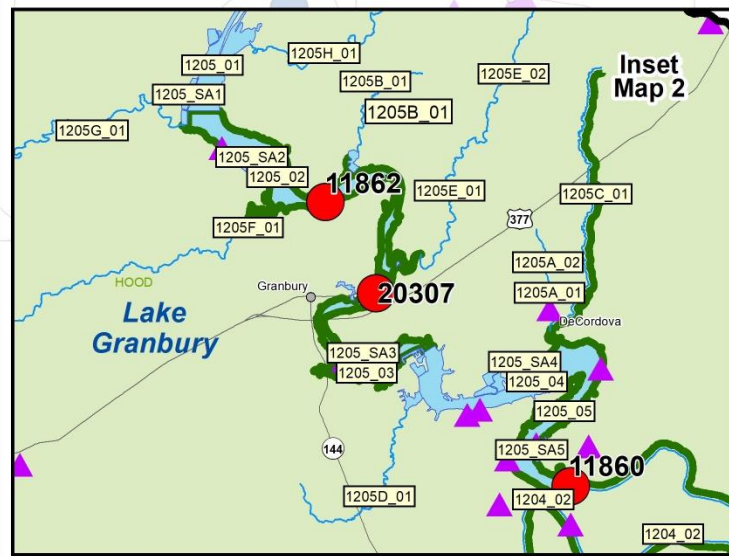 1205_01
1205H_01
Inset
Map 2
1205B_01
1205E_02
1205_SA1
1205B_01
1205G_01
1205_SA2
1205_02
11862
1205E_01
1205C_01
1205F_01
377
1205A_02
HOOD
Granbury
20307
1205A_01
Lake
Granbury
DeCordova
1205_SA3
1205_03
1205_SA4
1205_04
1205_05
144
1205_SA5
11860
1205D_01
1204_02
1204_02